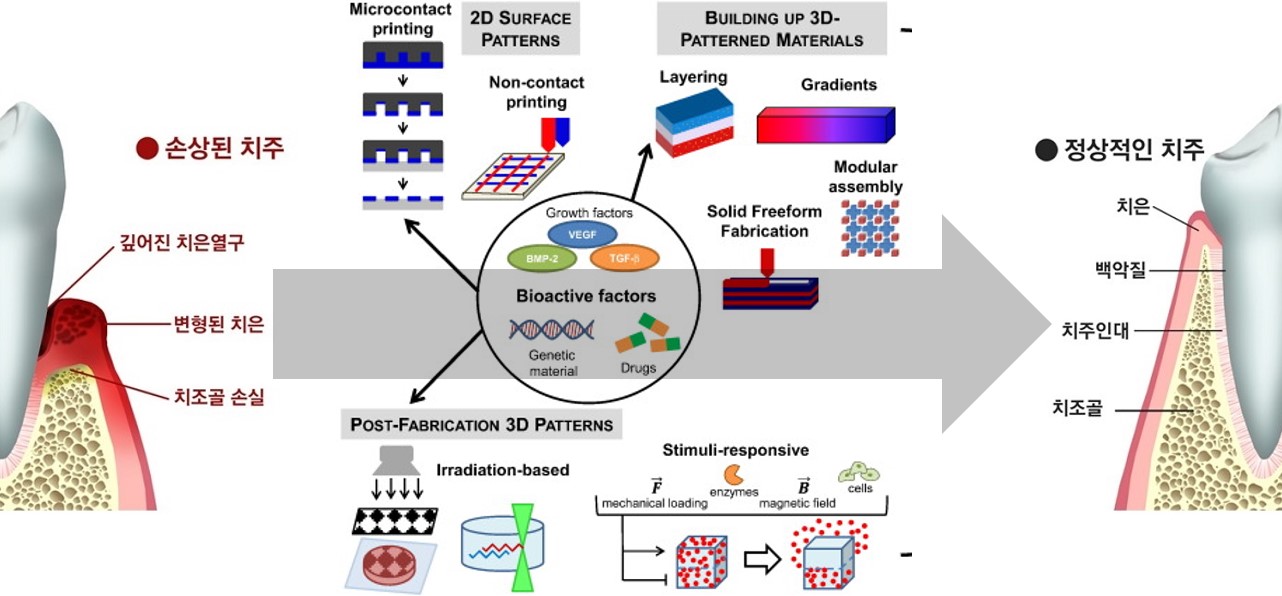 ● 손상된 치주
깊어진 치은열구
변형된 치은
치조골 손실
Microcontact
printing
2D SURFACE
PATTERNS
Non-contact
printing
BUILDING UP 3D-
PATTERNED MATERIALS
Layering
Gradients
Modular
assembly
Solid Freeform
Fabrication
Growth factors
VEGF
BMP-2
TGF-β
Bioactive factors
Genetic
material
Drugs
POST-FABRICATION 3D PATTERNS
Irradiation-based
Stimuli-responsive
F
mechanical loading
enzymes
B
magnetic field
cells
● 정상적인 치주
치은
백악질
치주인대
치조골